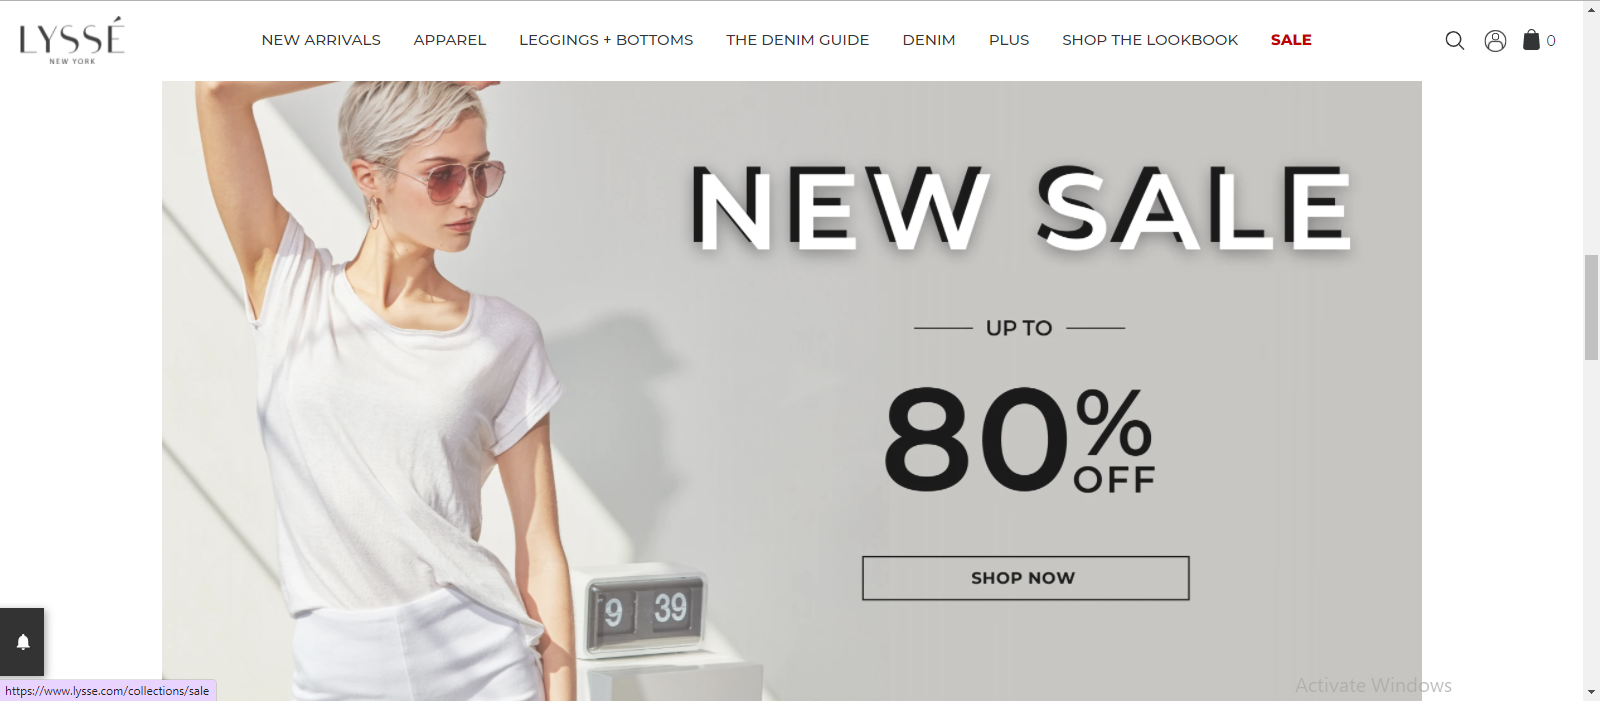 LYSSÉ
NEW YORK
NEW ARRIVALS APPAREL LEGGINGS + BOTTOMS THE DENIM GUIDE DENIM PLUS SHOP THE LOOKBOOK SALE 0
NEW SALE
UP TO
80% OFF
SHOP NOW
9 39
Activate Windows
https://www.lysse.com/collections/sale